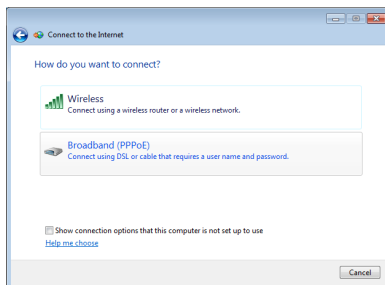 Connect to the Internet
How do you want to connect?
Wireless
Connect using a wireless router or a wireless network.
Broadband (PPPoE)
Connect using DSL or cable that requires a user name and password.
Show connection options that this computer is not set up to use
Help me choose
Cancel